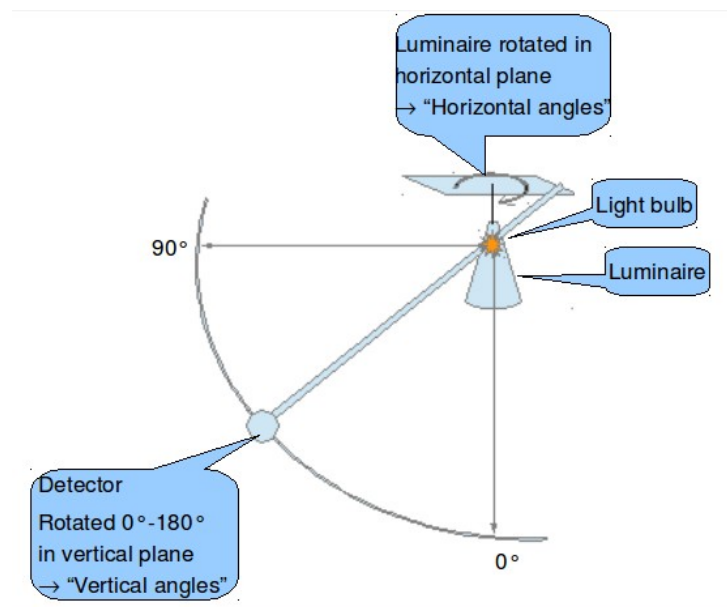 Luminaire rotated in
horizontal plane
→ “Horizontal angles”
Light bulb
90°
Luminaire
Detector
Rotated 0°-180°
in vertical plane
→ “Vertical angles”
0°